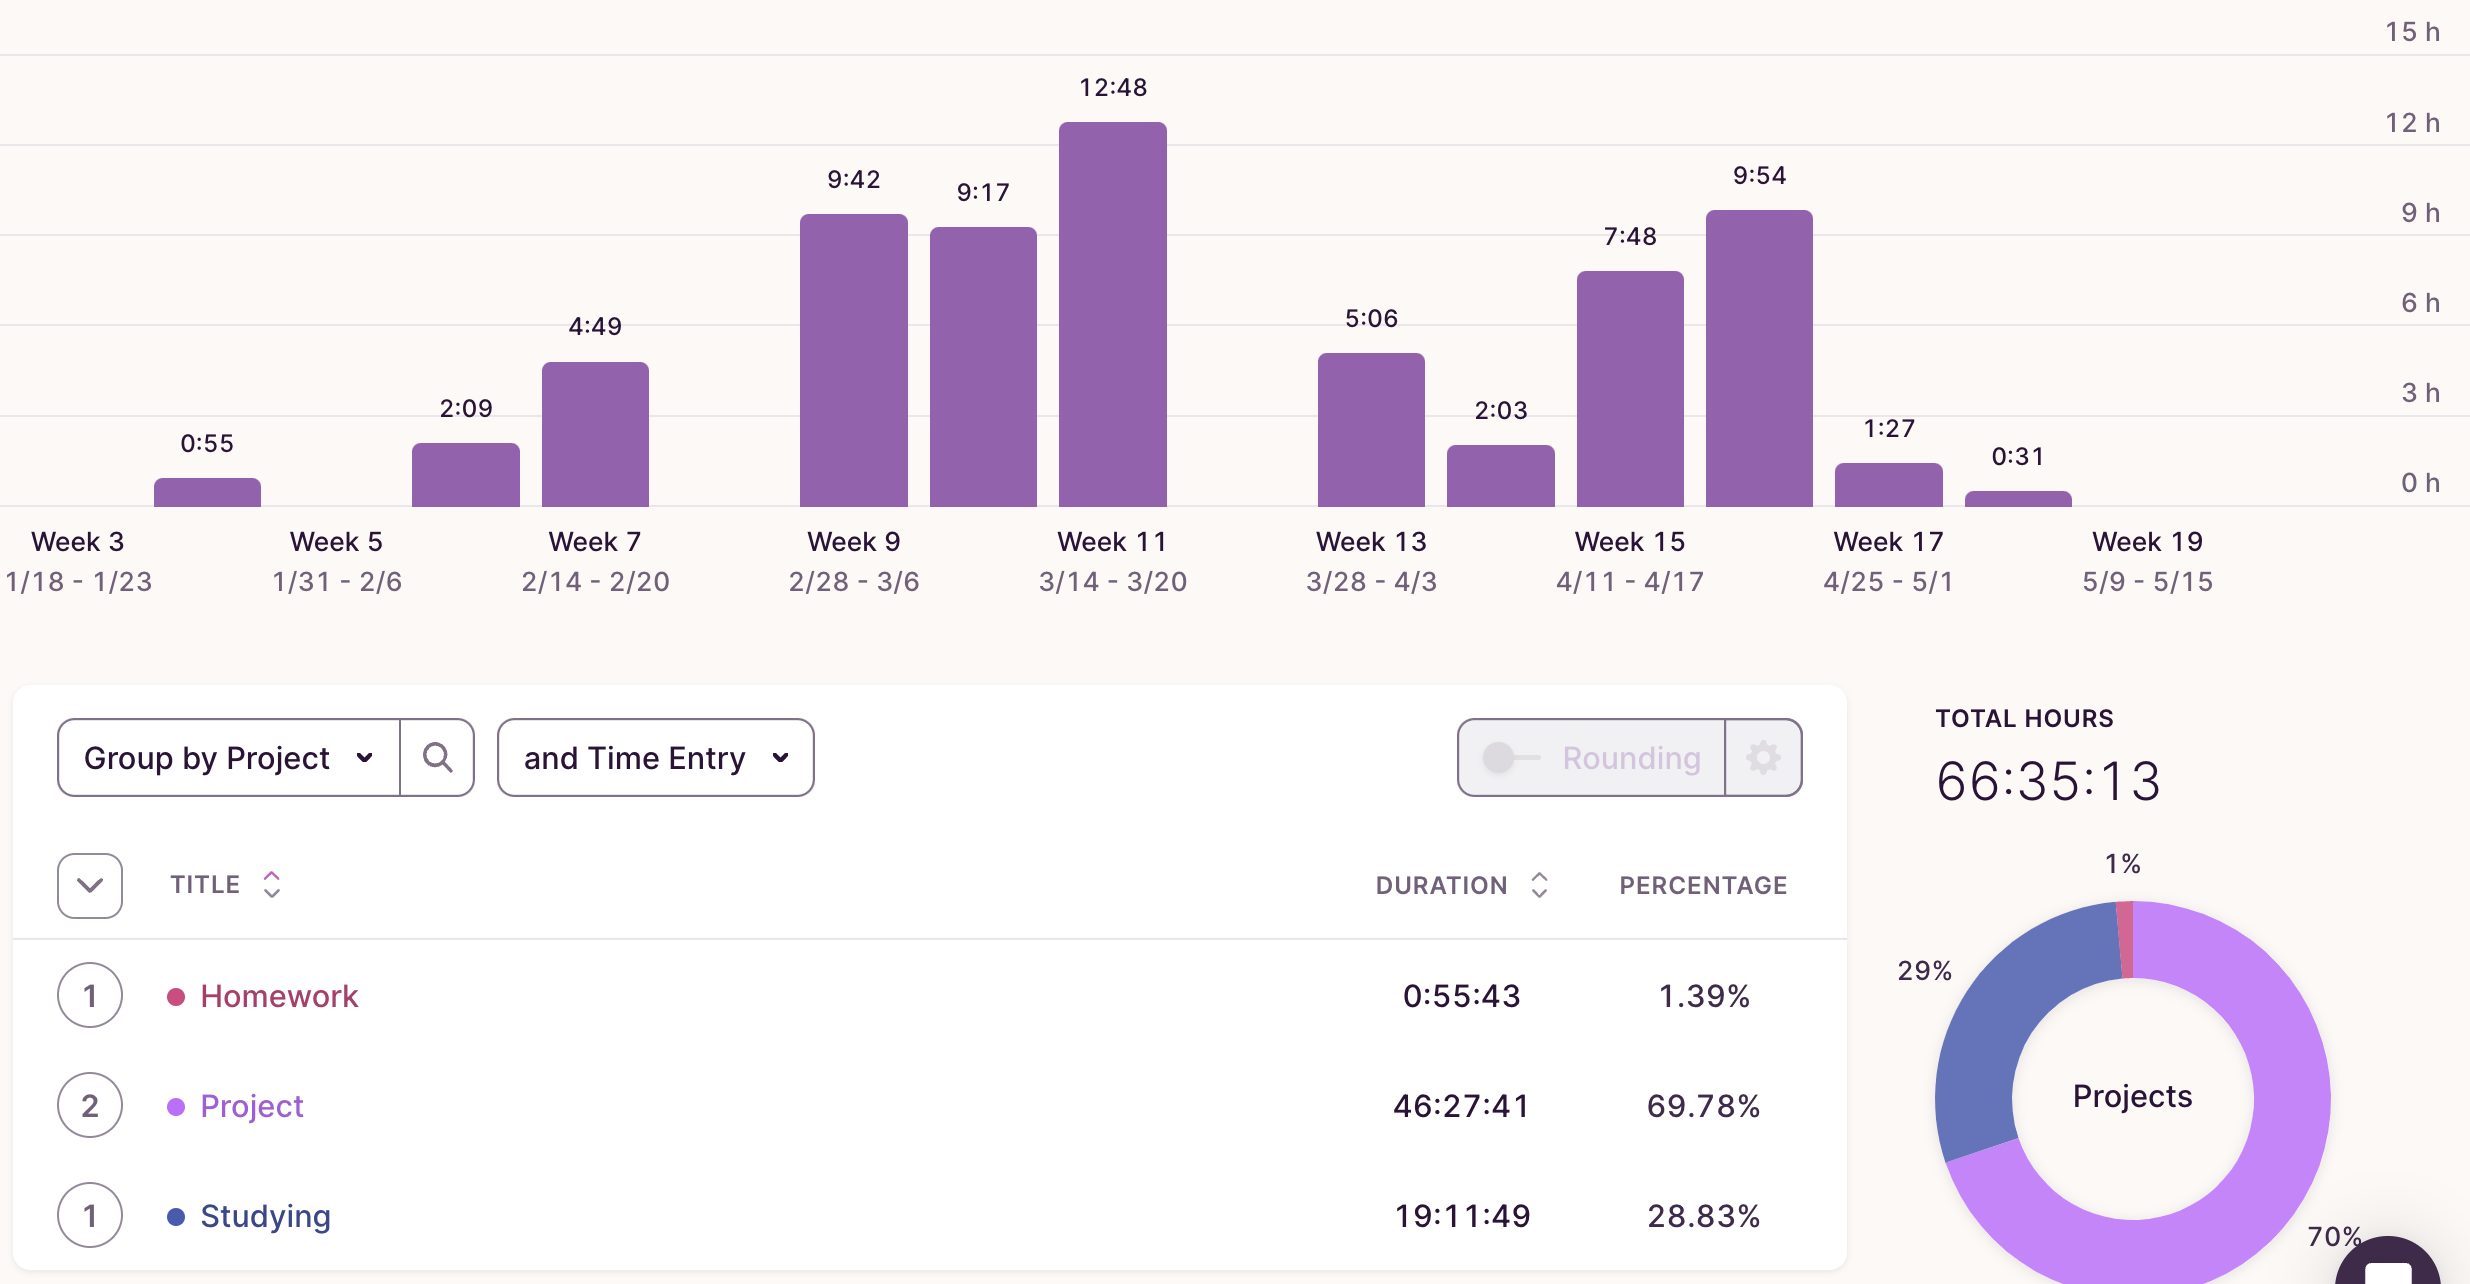 15 h
12:48
12 h
9:42
9:17
9:54
9 h
7:48
4:49
5:06
6 h
2:09
2:03
3 h
0:55
1:27
0:31
0 h
Week 3 Week 5 Week 7 Week 9 Week 11 Week 13 Week 15 Week 17 Week 19
1/18 - 1/23 1/31 - 2/6 2/14 - 2/20 2/28 - 3/6 3/14 - 3/20 3/28 - 4/3 4/11 - 4/17 4/25 - 5/1 5/9 - 5/15
Group by Project and Time Entry Rounding
TITLE DURATION PERCENTAGE
1 Homework 0:55:43 1.39%
2 Project 46:27:41 69.78%
1 Studying 19:11:49 28.83%
TOTAL HOURS
66:35:13
1%
29%
Projects
70%